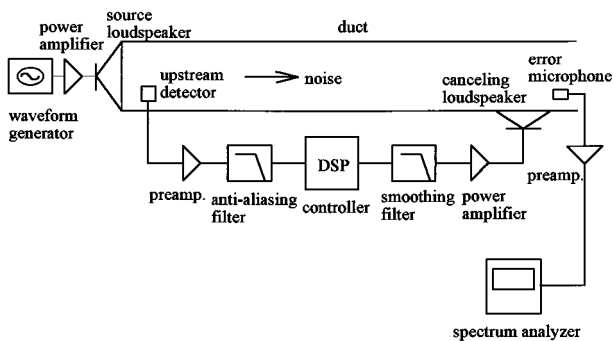 source
power loudspeaker
amplifier
duct
upstream
detector
noise
canceling
loudspeaker
error
microphone
waveform
generator
DSP
preamp.
anti-aliasing
filter
controller
smoothing
filter
power
amplifier
preamp.
spectrum analyzer